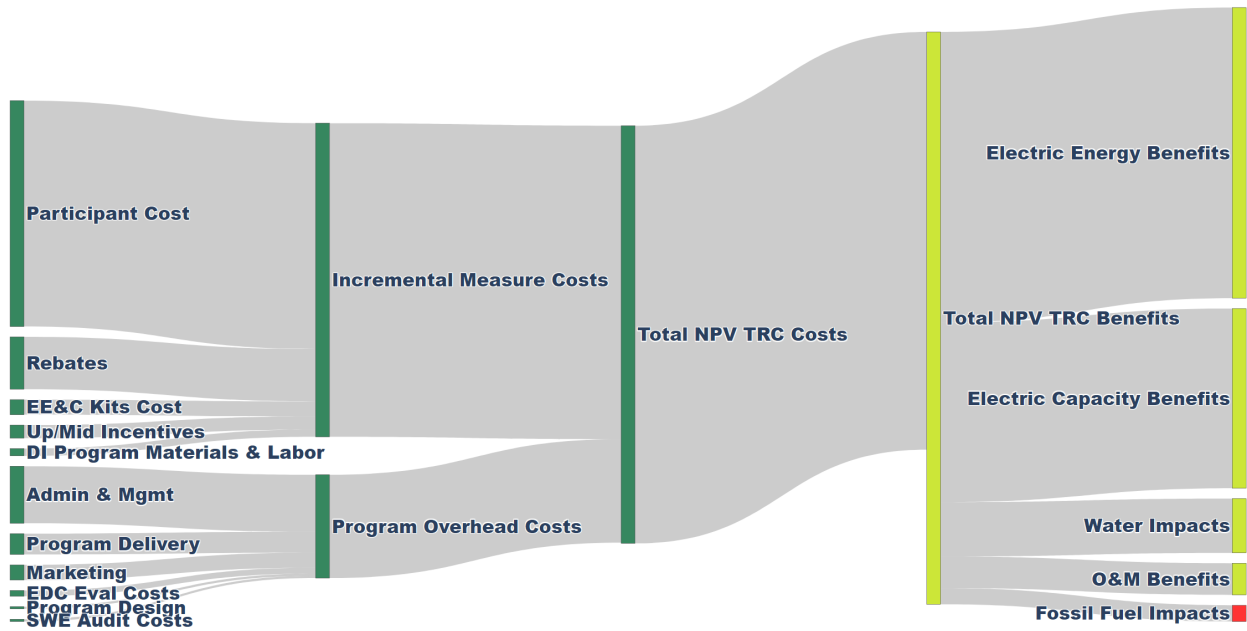 Participant Cost
Rebates
EE&C Kits Cost
Up/Mid Incentives
DI Program Materials & Labor
Admin & Mgmt
Program Delivery
Marketing
EDC Eval Costs
Program Design
SWE Audit Costs
Incremental Measure Costs
Program Overhead Costs
Total NPV TRC Costs
Total NPV TRC Benefits
Electric Energy Benefits
Electric Capacity Benefits
Water Impacts
O&M Benefits
Fossil Fuel Impacts